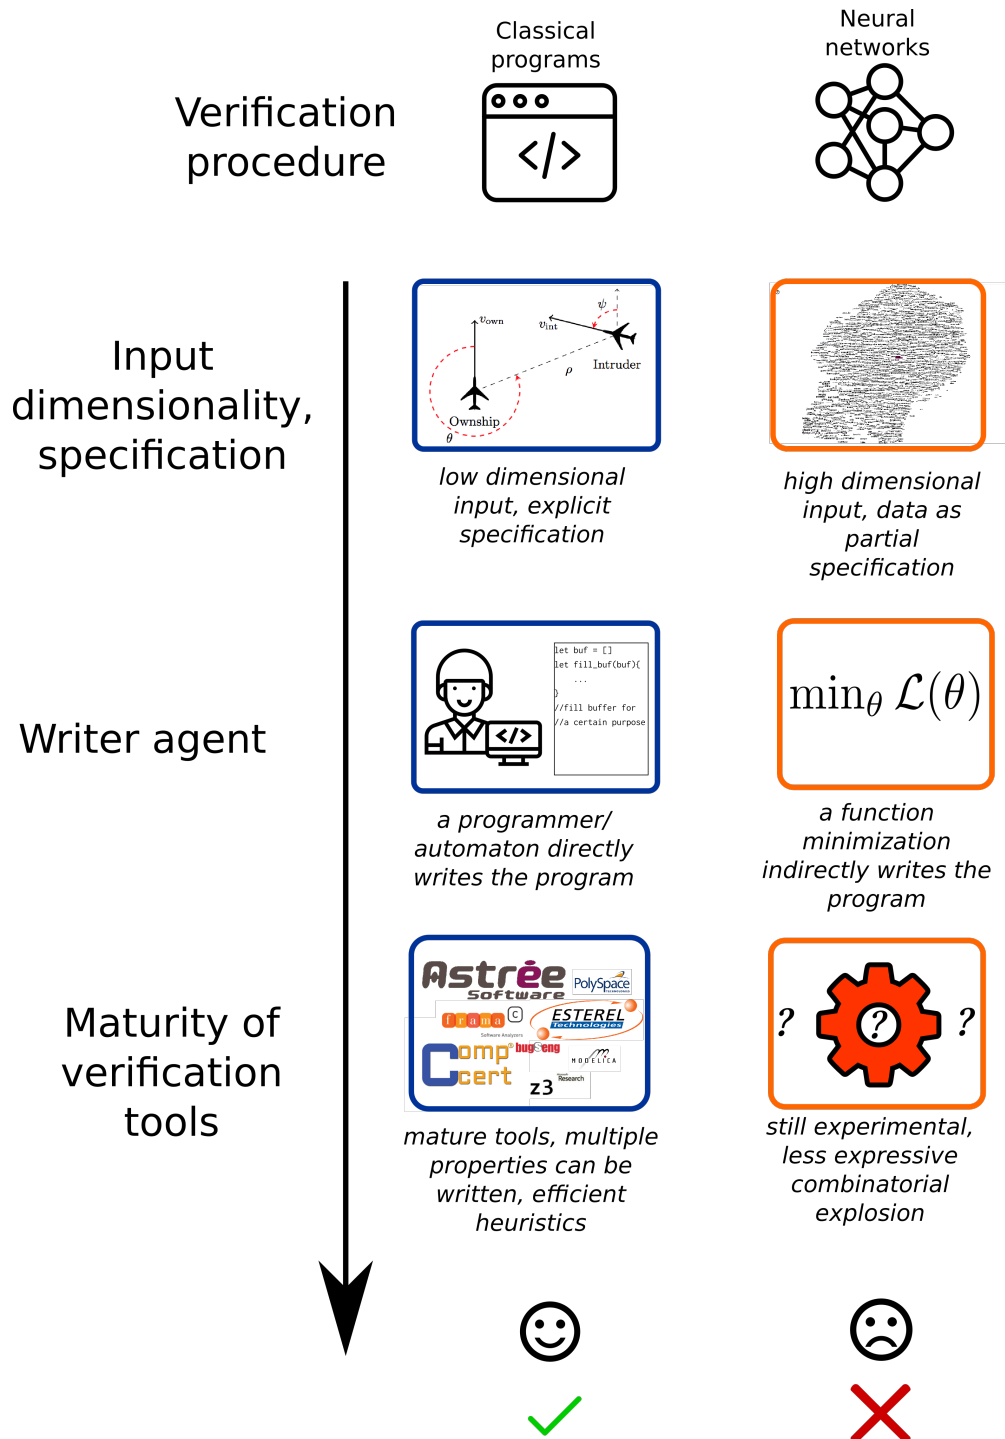 Classical
programs
Neural
networks
Verification
procedure
</>
Input
dimensionality,
specification
v_own
v_int
ψ
ρ
Intruder
Ownship
θ
low dimensional
input, explicit
specification
high dimensional
input, data as
partial
specification
Writer agent
let buf = []
let fill_buf(buf){
...
}
//fill buffer for
//a certain purpose
</>
min_θ ℒ(θ)
a programmer/
automaton directly
writes the program
a function
minimization
indirectly writes the
program
Maturity of
verification
tools
Astrée
Software
PolySpace
TECHNOLOGIES
frama C
Software Analyzers
ESTEREL
Technologies
Comp®
cert
bugSeng
MODELICA
z3
Research
? ? ?
mature tools, multiple
properties can be
written, efficient
heuristics
still experimental,
less expressive
combinatorial
explosion